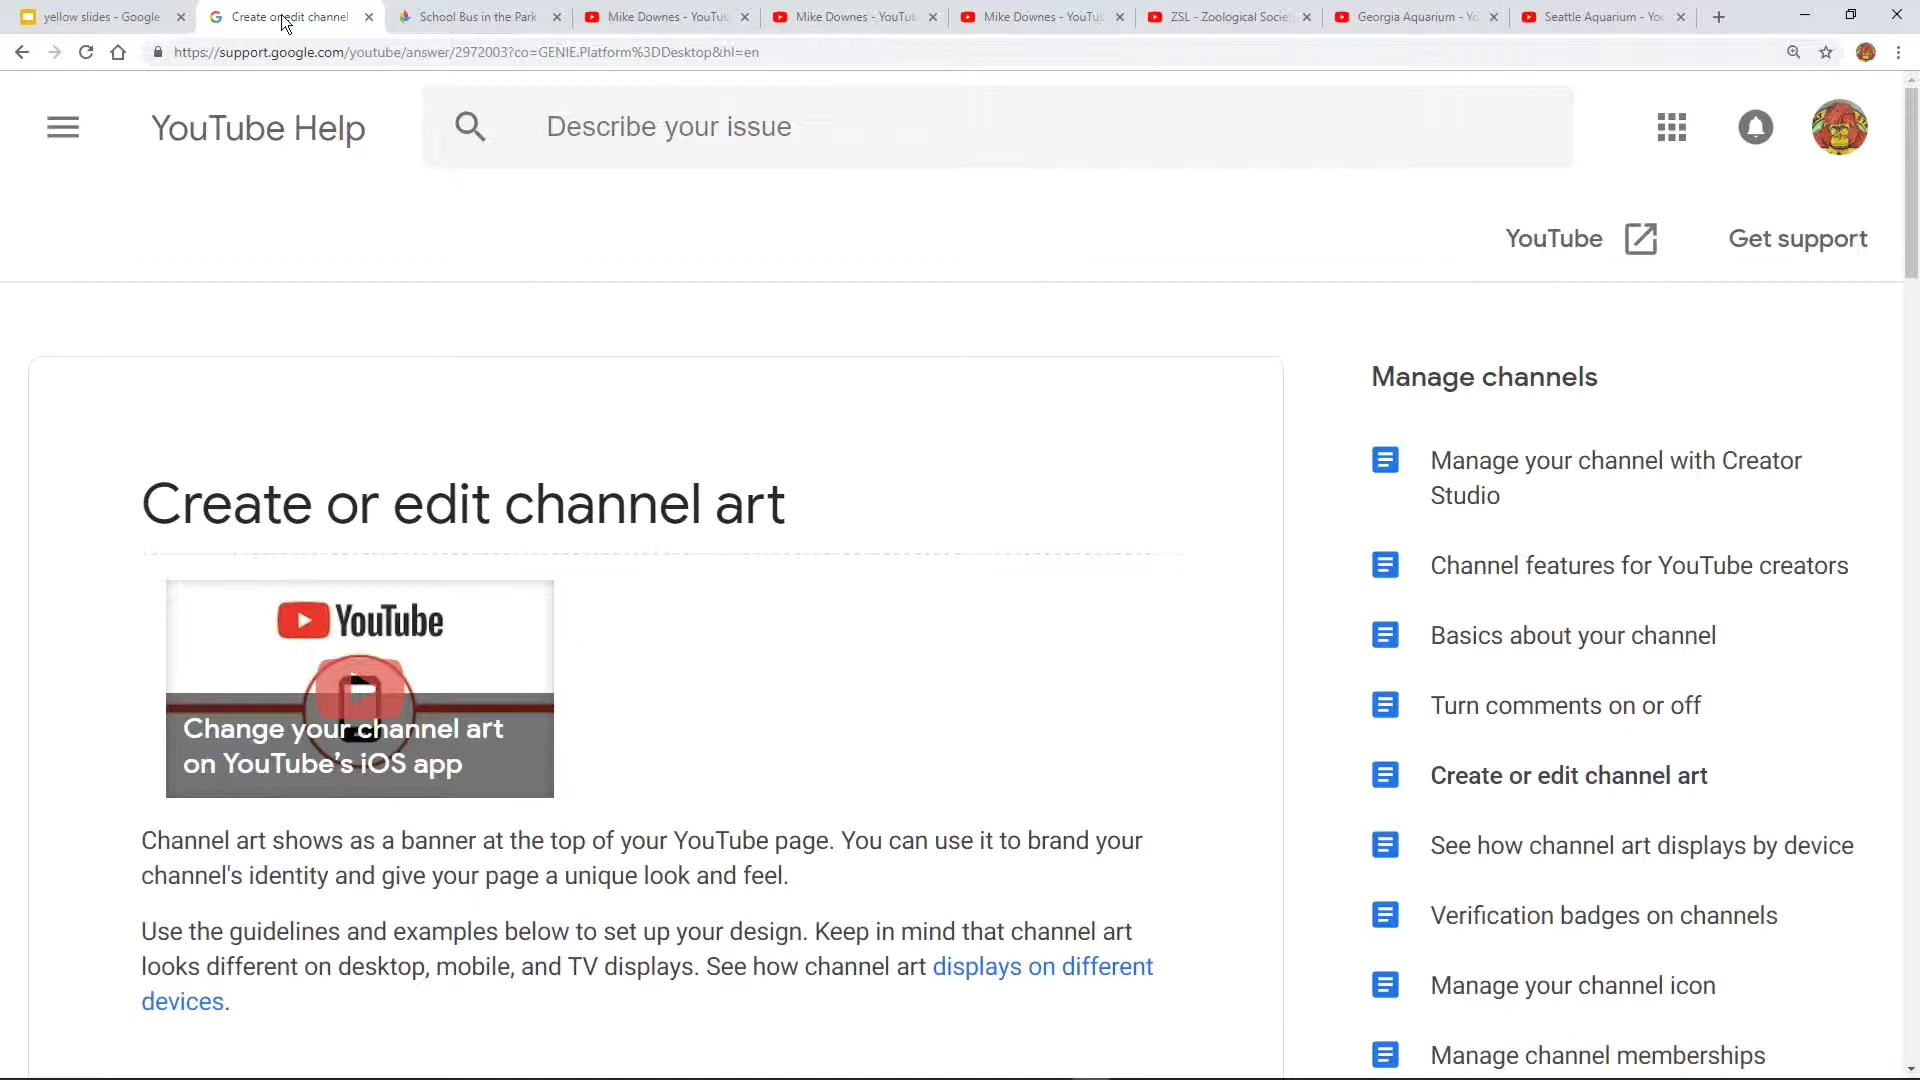 yellow slides - Google
Create or edit channel
School Bus in the Park
Mike Downes - YouTu
Mike Downes - YouTu
Mike Downes - YouTu
ZSL - Zoological Socie
Georgia Aquarium - Yo
Seattle Aquarium - You
https://support.google.com/youtube/answer/2972003?co=GENIE.Platform%3DDesktop&hl=en
YouTube Help
Describe your issue
YouTube
Get support
Create or edit channel art
YouTube
Change your channel art
on YouTube's iOS app
Channel art shows as a banner at the top of your YouTube page. You can use it to brand your
channel's identity and give your page a unique look and feel.
Use the guidelines and examples below to set up your design. Keep in mind that channel art
looks different on desktop, mobile, and TV displays. See how channel art displays on different
devices.
Manage channels
Manage your channel with Creator
Studio
Channel features for YouTube creators
Basics about your channel
Turn comments on or off
Create or edit channel art
See how channel art displays by device
Verification badges on channels
Manage your channel icon
Manage channel memberships